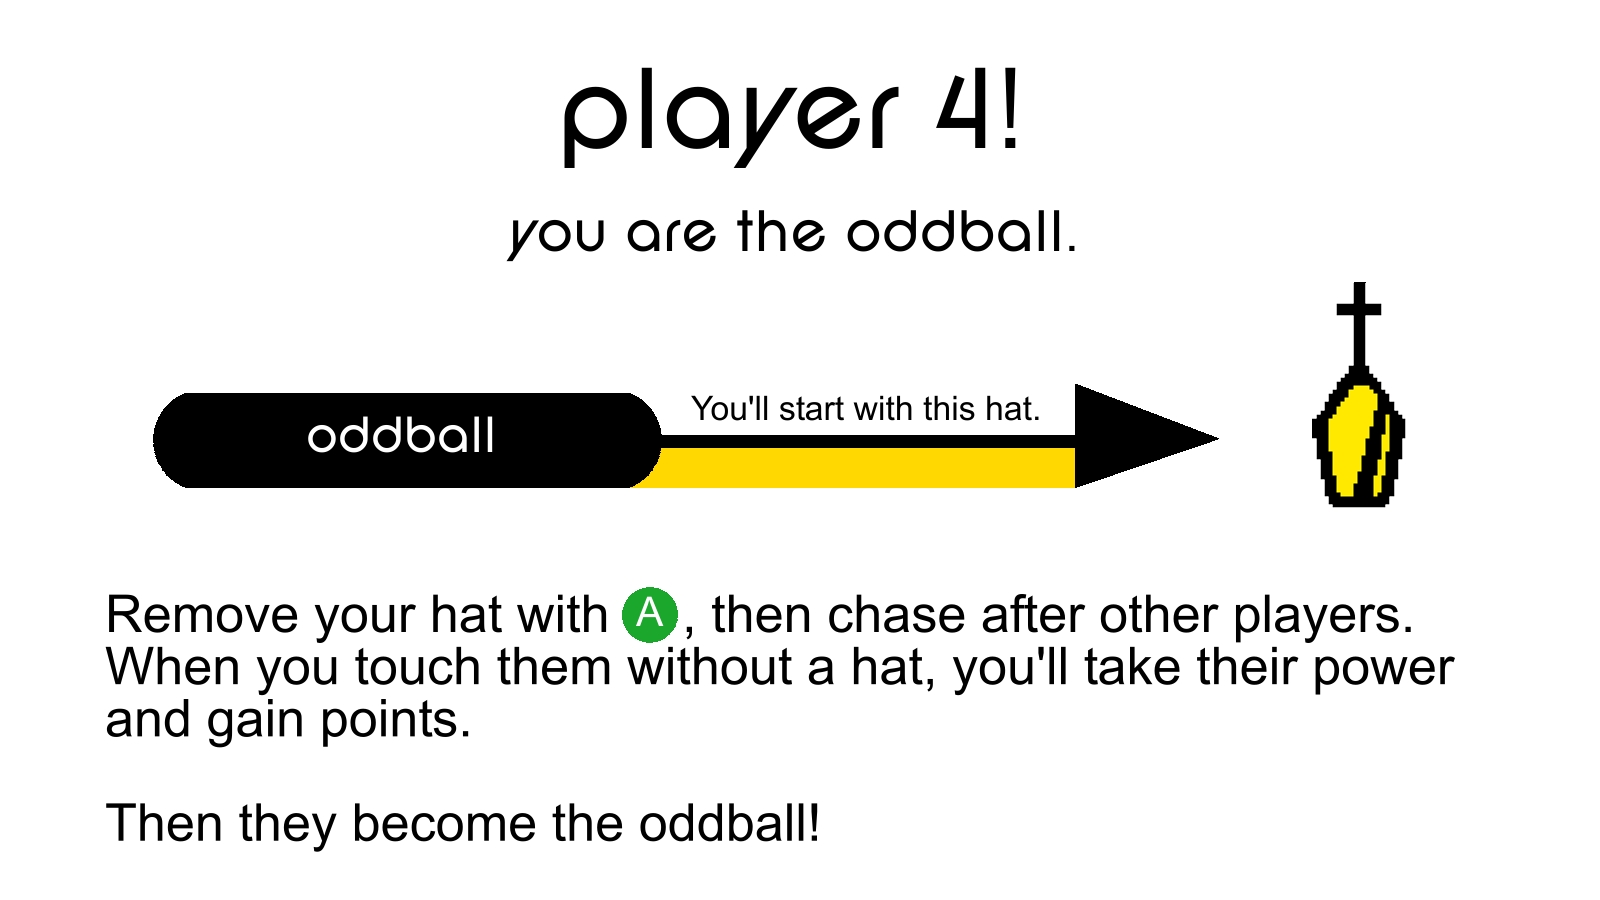 player 4!
you are the oddball.
You'll start with this hat.
oddball
Remove your hat with A, then chase after other players.
When you touch them without a hat, you'll take their power
and gain points.
Then they become the oddball!